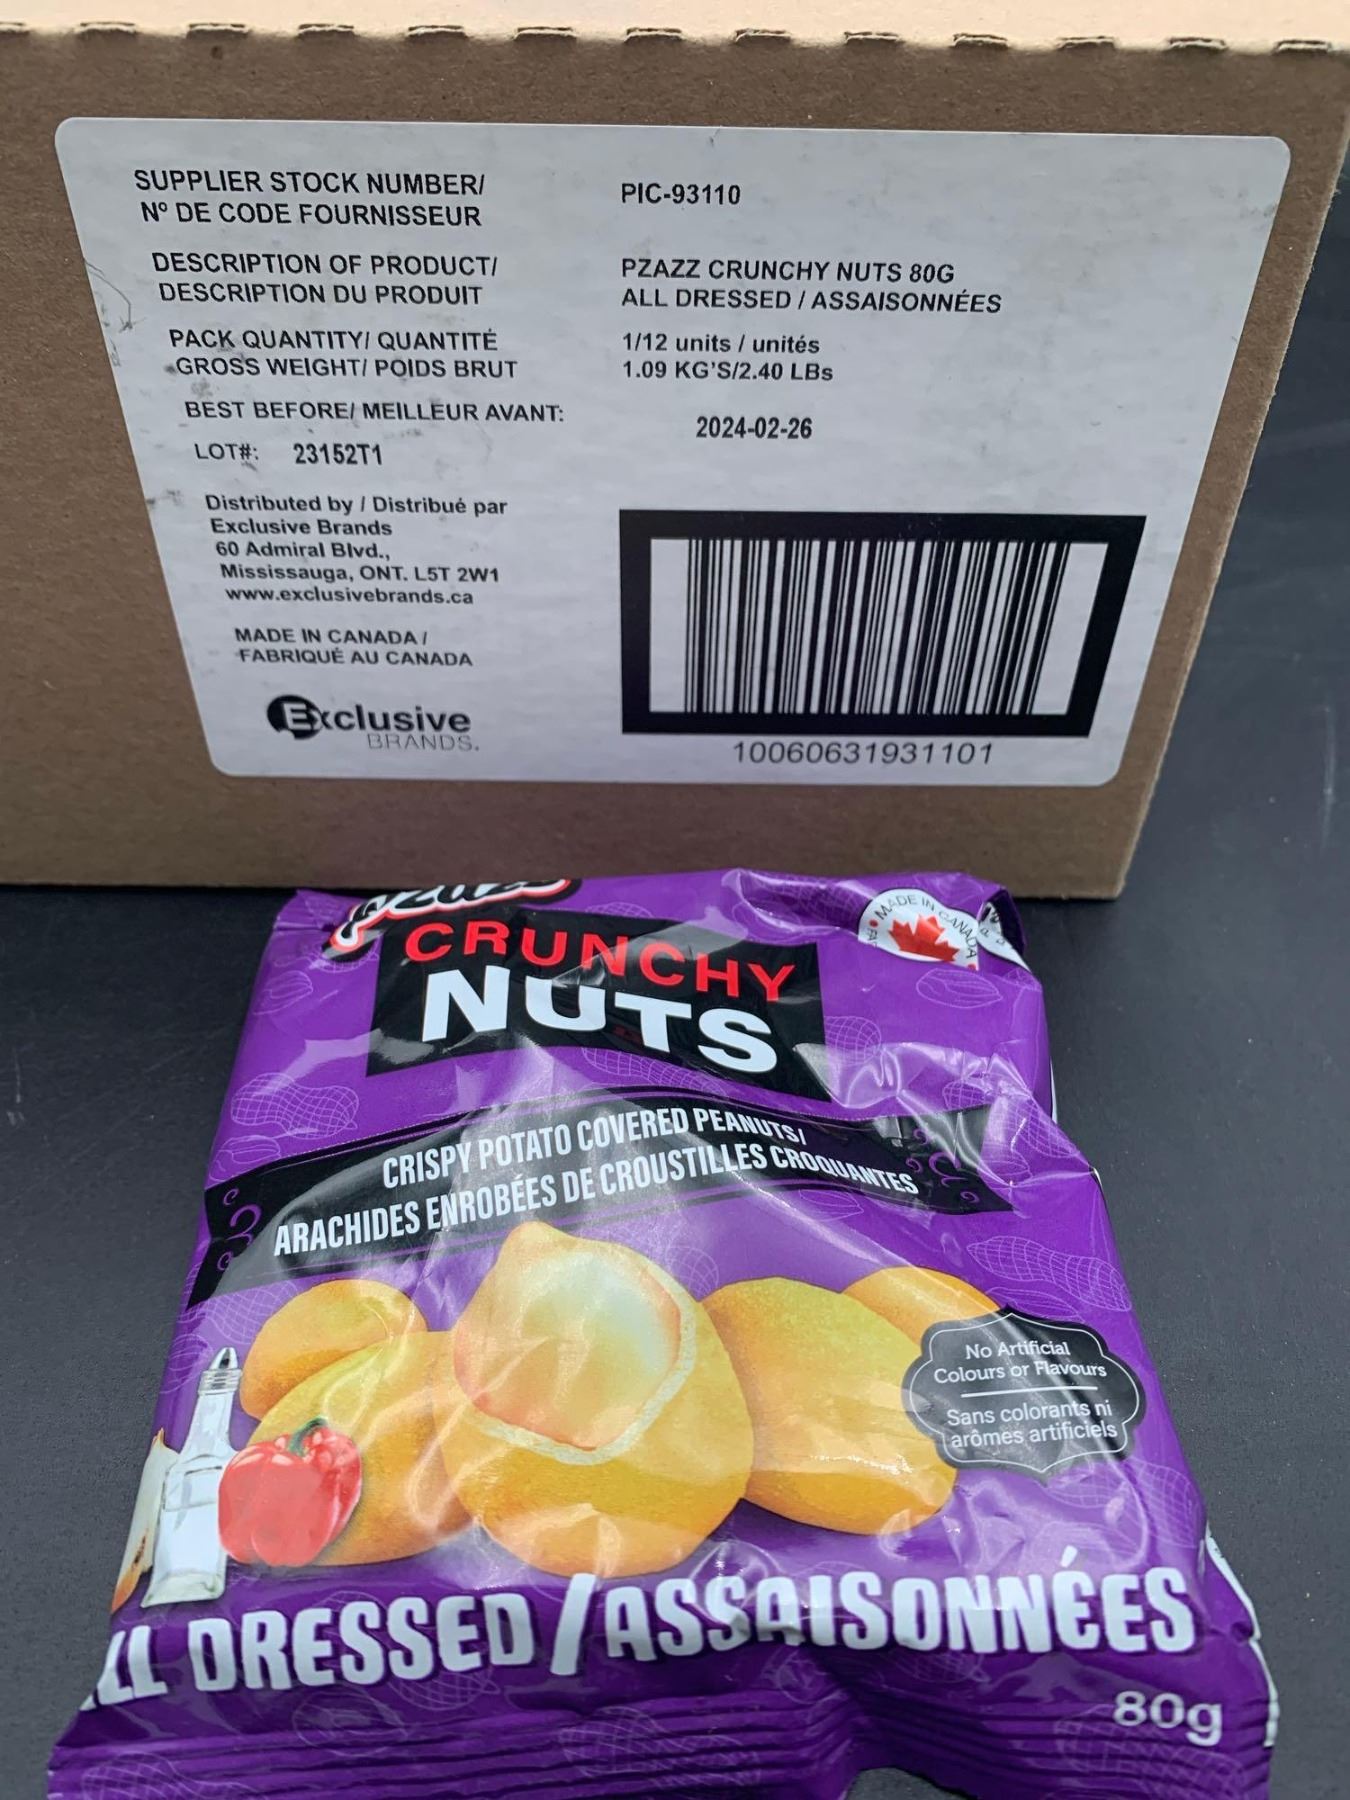 SUPPLIER STOCK NUMBER/
Nº DE CODE FOURNISSEUR
PIC-93110
DESCRIPTION OF PRODUCT/
DESCRIPTION DU PRODUIT
PZAZZ CRUNCHY NUTS 80G
ALL DRESSED / ASSAISONNÉES
PACK QUANTITY/ QUANTITÉ
1/12 units / unités
GROSS WEIGHT/ POIDS BRUT
1.09 KG'S/2.40 LBs
BEST BEFORE/ MEILLEUR AVANT:
2024-02-26
LOT#: 23152T1
Distributed by / Distribué par
Exclusive Brands
60 Admiral Blvd.,
Mississauga, ONT. L5T 2W1
www.exclusivebrands.ca
MADE IN CANADA /
FABRIQUÉ AU CANADA
Exclusive
BRANDS.
10060631931101
CRUNCHY
NUTS
MADE IN CANADA
CRISPY POTATO COVERED PEANUTS/
ARACHIDES ENROBÉES DE CROUSTILLES CROQUANTES
No Artificial
Colours or Flavours
Sans colorants ni
arômes artificiels
LL DRESSED / ASSAISONNÉES
80g